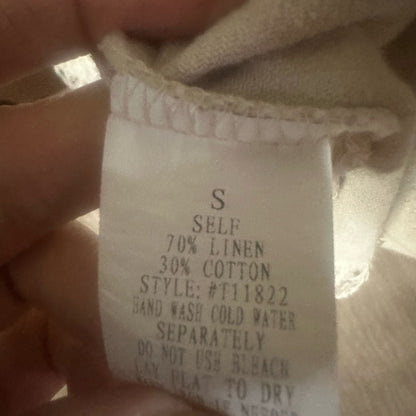 S
SELF
70% LINEN
30% COTTON
STYLE: #T11822
HAND WASH COLD WATER
SEPARATELY
DO NOT USE BLEACH
LAY FLAT TO DRY